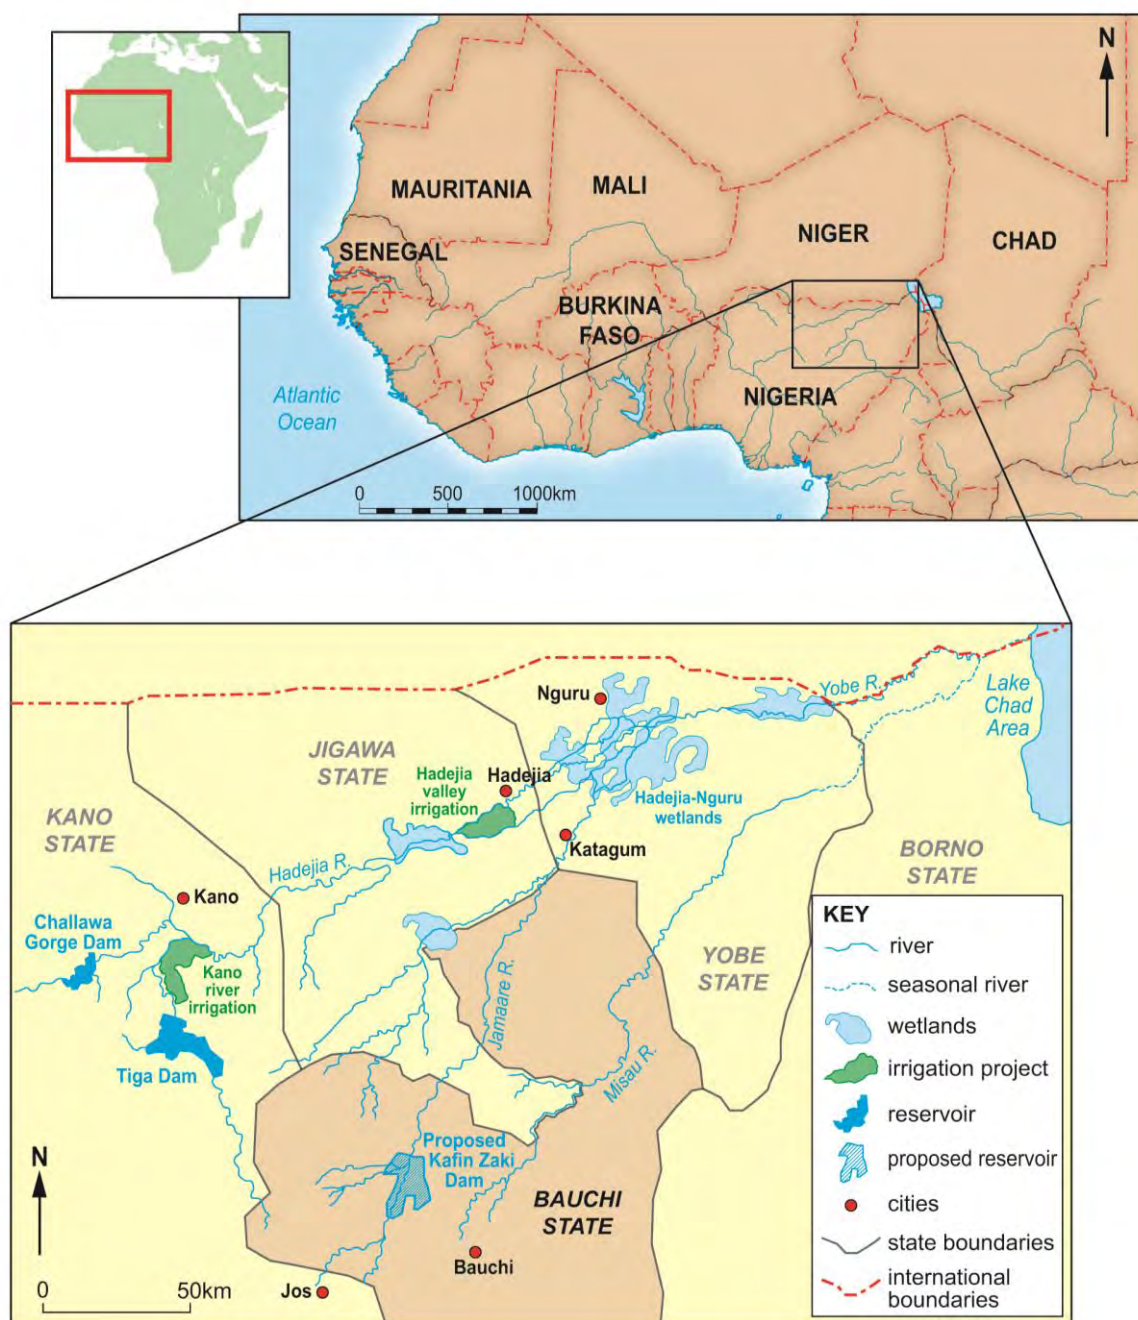 N
MAURITANIA
MALI
NIGER
CHAD
SENEGAL
BURKINA
FASO
NIGERIA
Atlantic
Ocean
0 500 1000km
Nguru
Yobe R.
Lake
Chad
Area
JIGAWA
STATE
Hadejia
valley
irrigation
Hadejia
Hadejia-Nguru
wetlands
KANO
STATE
Katagum
Hadejia R.
BORNO
STATE
Kano
Challawa
Gorge Dam
Kano
river
irrigation
YOBE
STATE
Jamaare R.
Tiga Dam
Misau R.
Proposed
Kafin Zaki
Dam
BAUCHI
STATE
N
Bauchi
Jos
0 50km
KEY
river
seasonal river
wetlands
irrigation project
reservoir
proposed reservoir
cities
state boundaries
international
boundaries